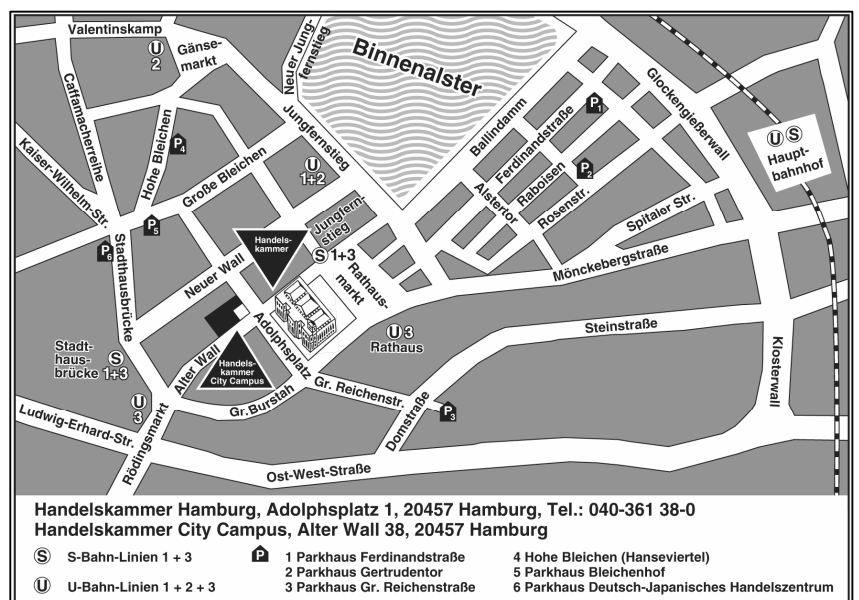 Valentinskamp
U
2
Gänse-
markt
Neuer Jung-
fernstieg
Binnenalster
Caffamacherreihe
Kaiser-Wilhelm-Str.
Hohe Bleichen
P4
Große Bleichen
Jungfernstieg
U
1+2
Ballindamm
Ferdinandstraße
P1
Glockengießerwall
U S
Haupt-
bahnhof
Raboisen
P2
Rosenstr.
Alstertor
Spitaler Str.
P5
P6
Stadthausbrücke
Neuer Wall
Handels-
kammer
Jungfern-
stieg
S 1+3
Rathaus-
markt
Mönckebergstraße
Steinstraße
Klosterwall
U 3
Rathaus
Stadt-
haus-
brücke
S
1+3
Alter Wall
Adolphsplatz
Handels-
kammer
City Campus
Gr.Burstah
Gr. Reichenstr.
P3
Domstraße
U
3
Ludwig-Erhard-Str.
Rödingsmarkt
Ost-West-Straße
Handelskammer Hamburg, Adolphsplatz 1, 20457 Hamburg, Tel.: 040-361 38-0
Handelskammer City Campus, Alter Wall 38, 20457 Hamburg
S S-Bahn-Linien 1 + 3
U U-Bahn-Linien 1 + 2 + 3
P 1 Parkhaus Ferdinandstraße
2 Parkhaus Gertrudentor
3 Parkhaus Gr. Reichenstraße
4 Hohe Bleichen (Hanseviertel)
5 Parkhaus Bleichenhof
6 Parkhaus Deutsch-Japanisches Handelszentrum